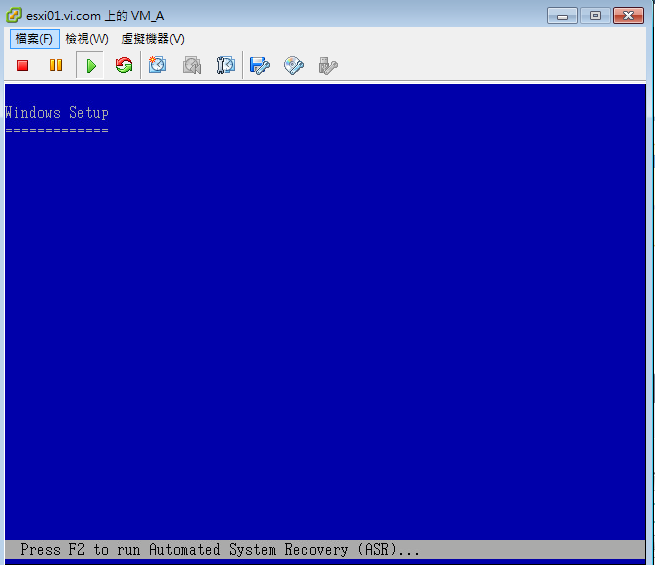 esxi01.vi.com 上的 VM_A
檔案(F) 檢視(W) 虛擬機器(V)
Windows Setup
=============
Press F2 to run Automated System Recovery (ASR)...